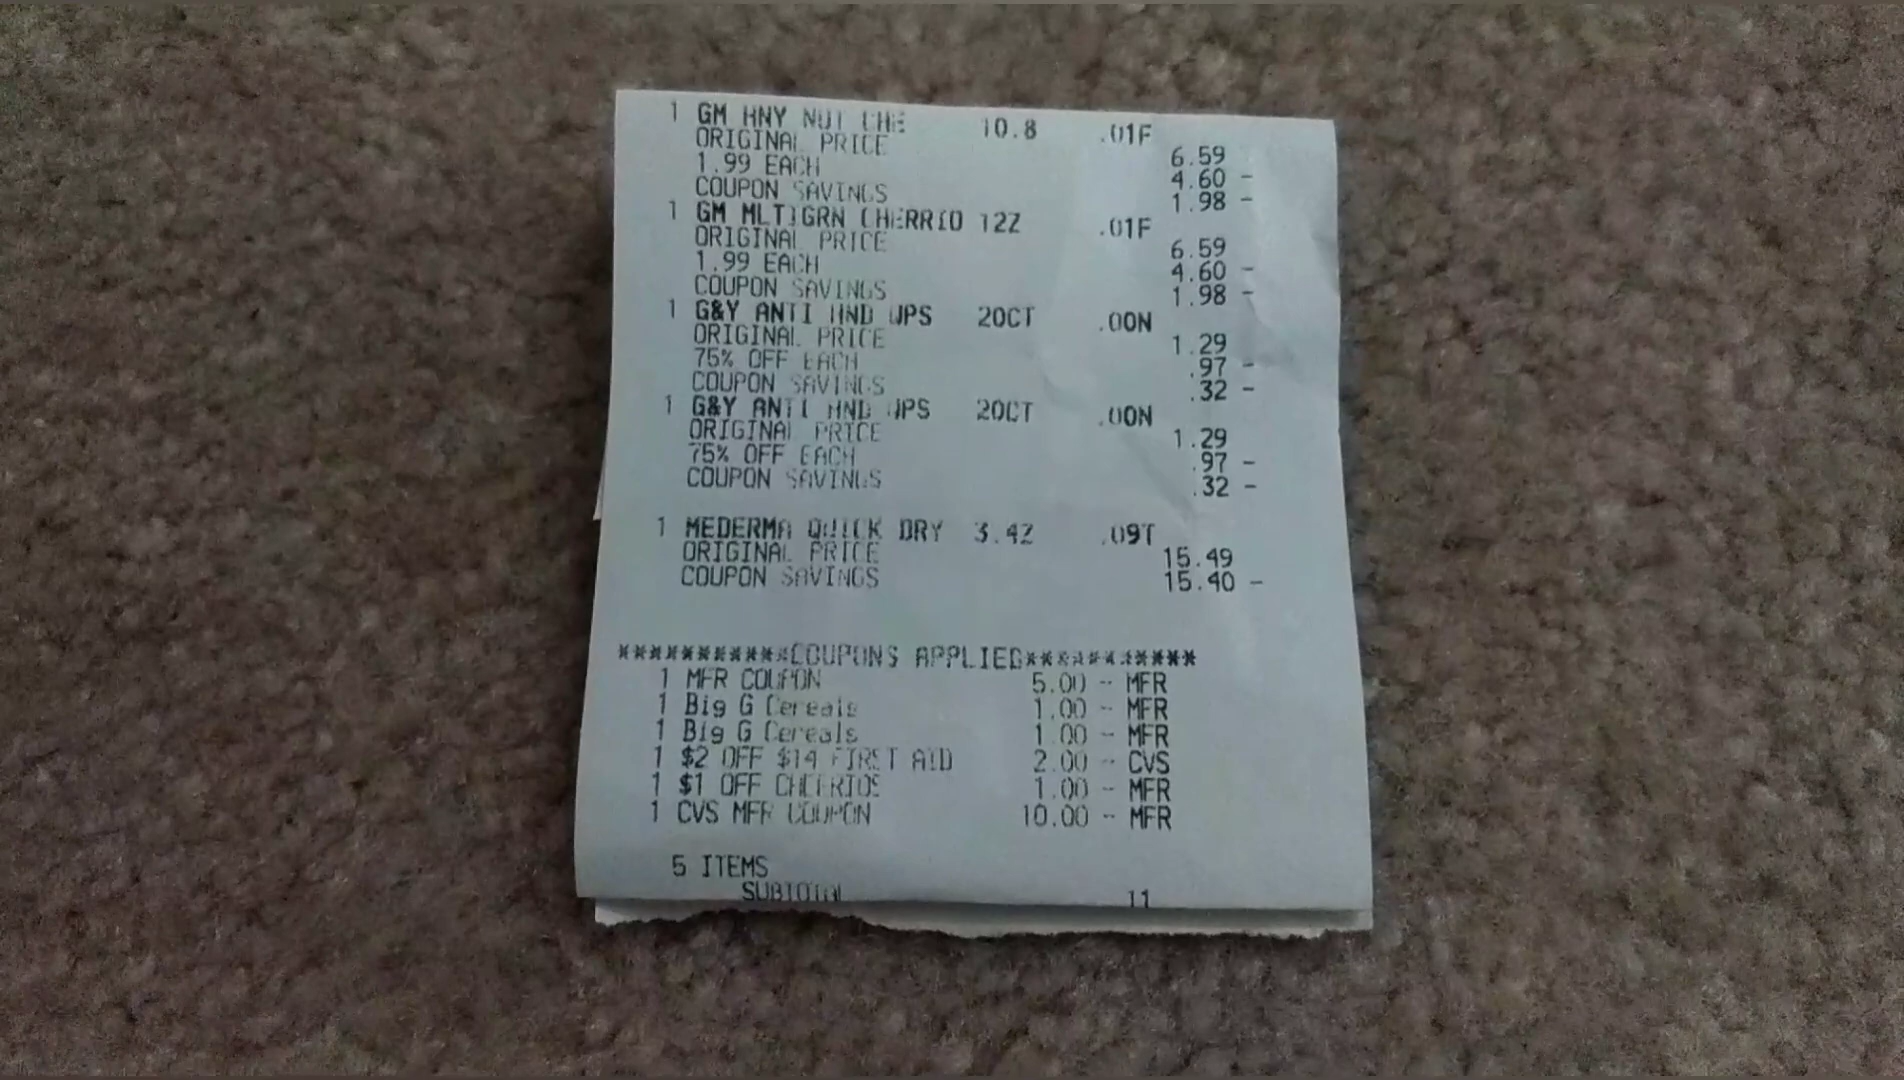 1 GM HNY NUT CHE 10.8 .01F
ORIGINAL PRICE 6.59
1.99 EACH 4.60 -
COUPON SAVINGS 1.98 -
1 GM MLTIGRN CHERRIO 12Z .01F
ORIGINAL PRICE 6.59
1.99 EACH 4.60 -
COUPON SAVINGS 1.98 -
1 G&Y ANTI HND WPS 20CT .00N
ORIGINAL PRICE 1.29
75% OFF EACH .97 -
COUPON SAVINGS .32 -
1 G&Y ANTI HND WPS 20CT .00N
ORIGINAL PRICE 1.29
75% OFF EACH .97 -
COUPON SAVINGS .32 -
1 MEDERMA QUICK DRY 3.4Z .09T
ORIGINAL PRICE 15.49
COUPON SAVINGS 15.40 -
***********COUPONS APPLIED***********
1 MFR COUPON 5.00 - MFR
1 Big G Cereals 1.00 - MFR
1 Big G Cereals 1.00 - MFR
1 $2 OFF $14 FIRST AID 2.00 - CVS
1 $1 OFF CHEERIOS 1.00 - MFR
1 CVS MFR COUPON 10.00 - MFR
5 ITEMS
SUBTOTAL .11